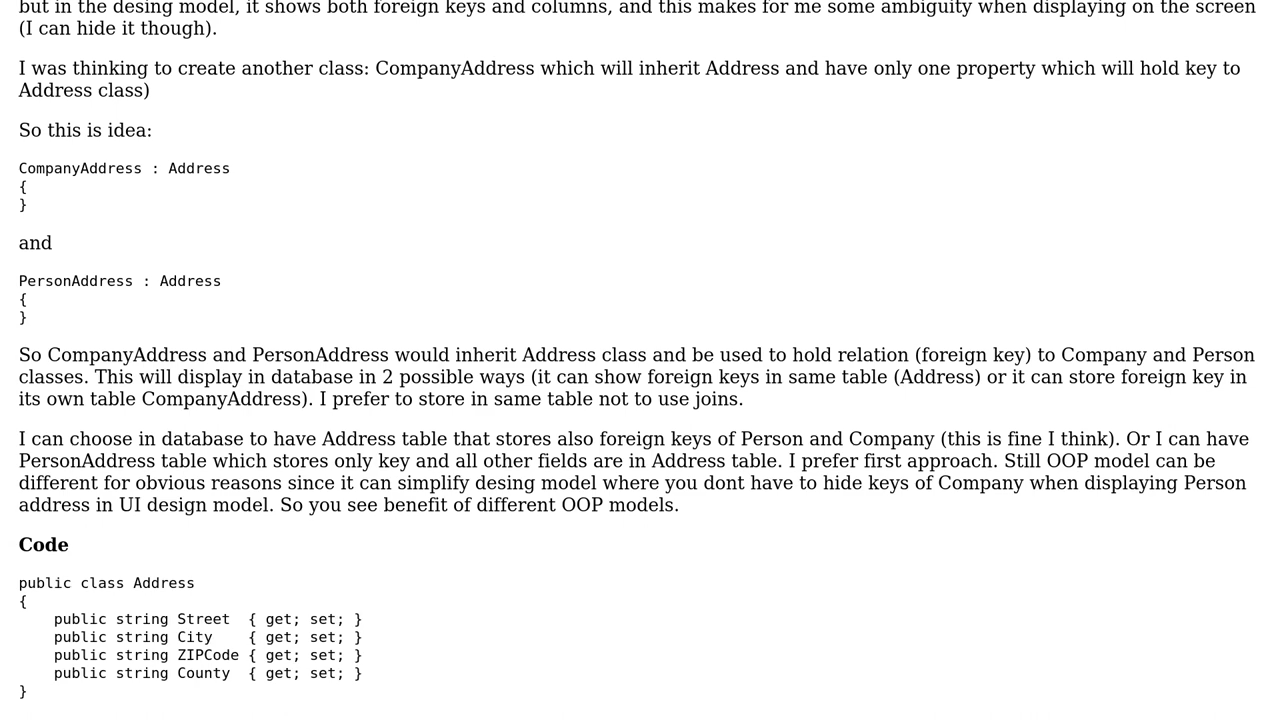 but in the desing model, it shows both foreign keys and columns, and this makes for me some ambiguity when displaying on the screen
(I can hide it though).
I was thinking to create another class: CompanyAddress which will inherit Address and have only one property which will hold key to
Address class)
So this is idea:
CompanyAddress : Address
{
}
and
PersonAddress : Address
{
}
So CompanyAddress and PersonAddress would inherit Address class and be used to hold relation (foreign key) to Company and Person
classes. This will display in database in 2 possible ways (it can show foreign keys in same table (Address) or it can store foreign key in
its own table CompanyAddress). I prefer to store in same table not to use joins.
I can choose in database to have Address table that stores also foreign keys of Person and Company (this is fine I think). Or I can have
PersonAddress table which stores only key and all other fields are in Address table. I prefer first approach. Still OOP model can be
different for obvious reasons since it can simplify desing model where you dont have to hide keys of Company when displaying Person
address in UI design model. So you see benefit of different OOP models.
Code
public class Address
{
    public string Street  { get; set; }
    public string City    { get; set; }
    public string ZIPCode { get; set; }
    public string County  { get; set; }
}